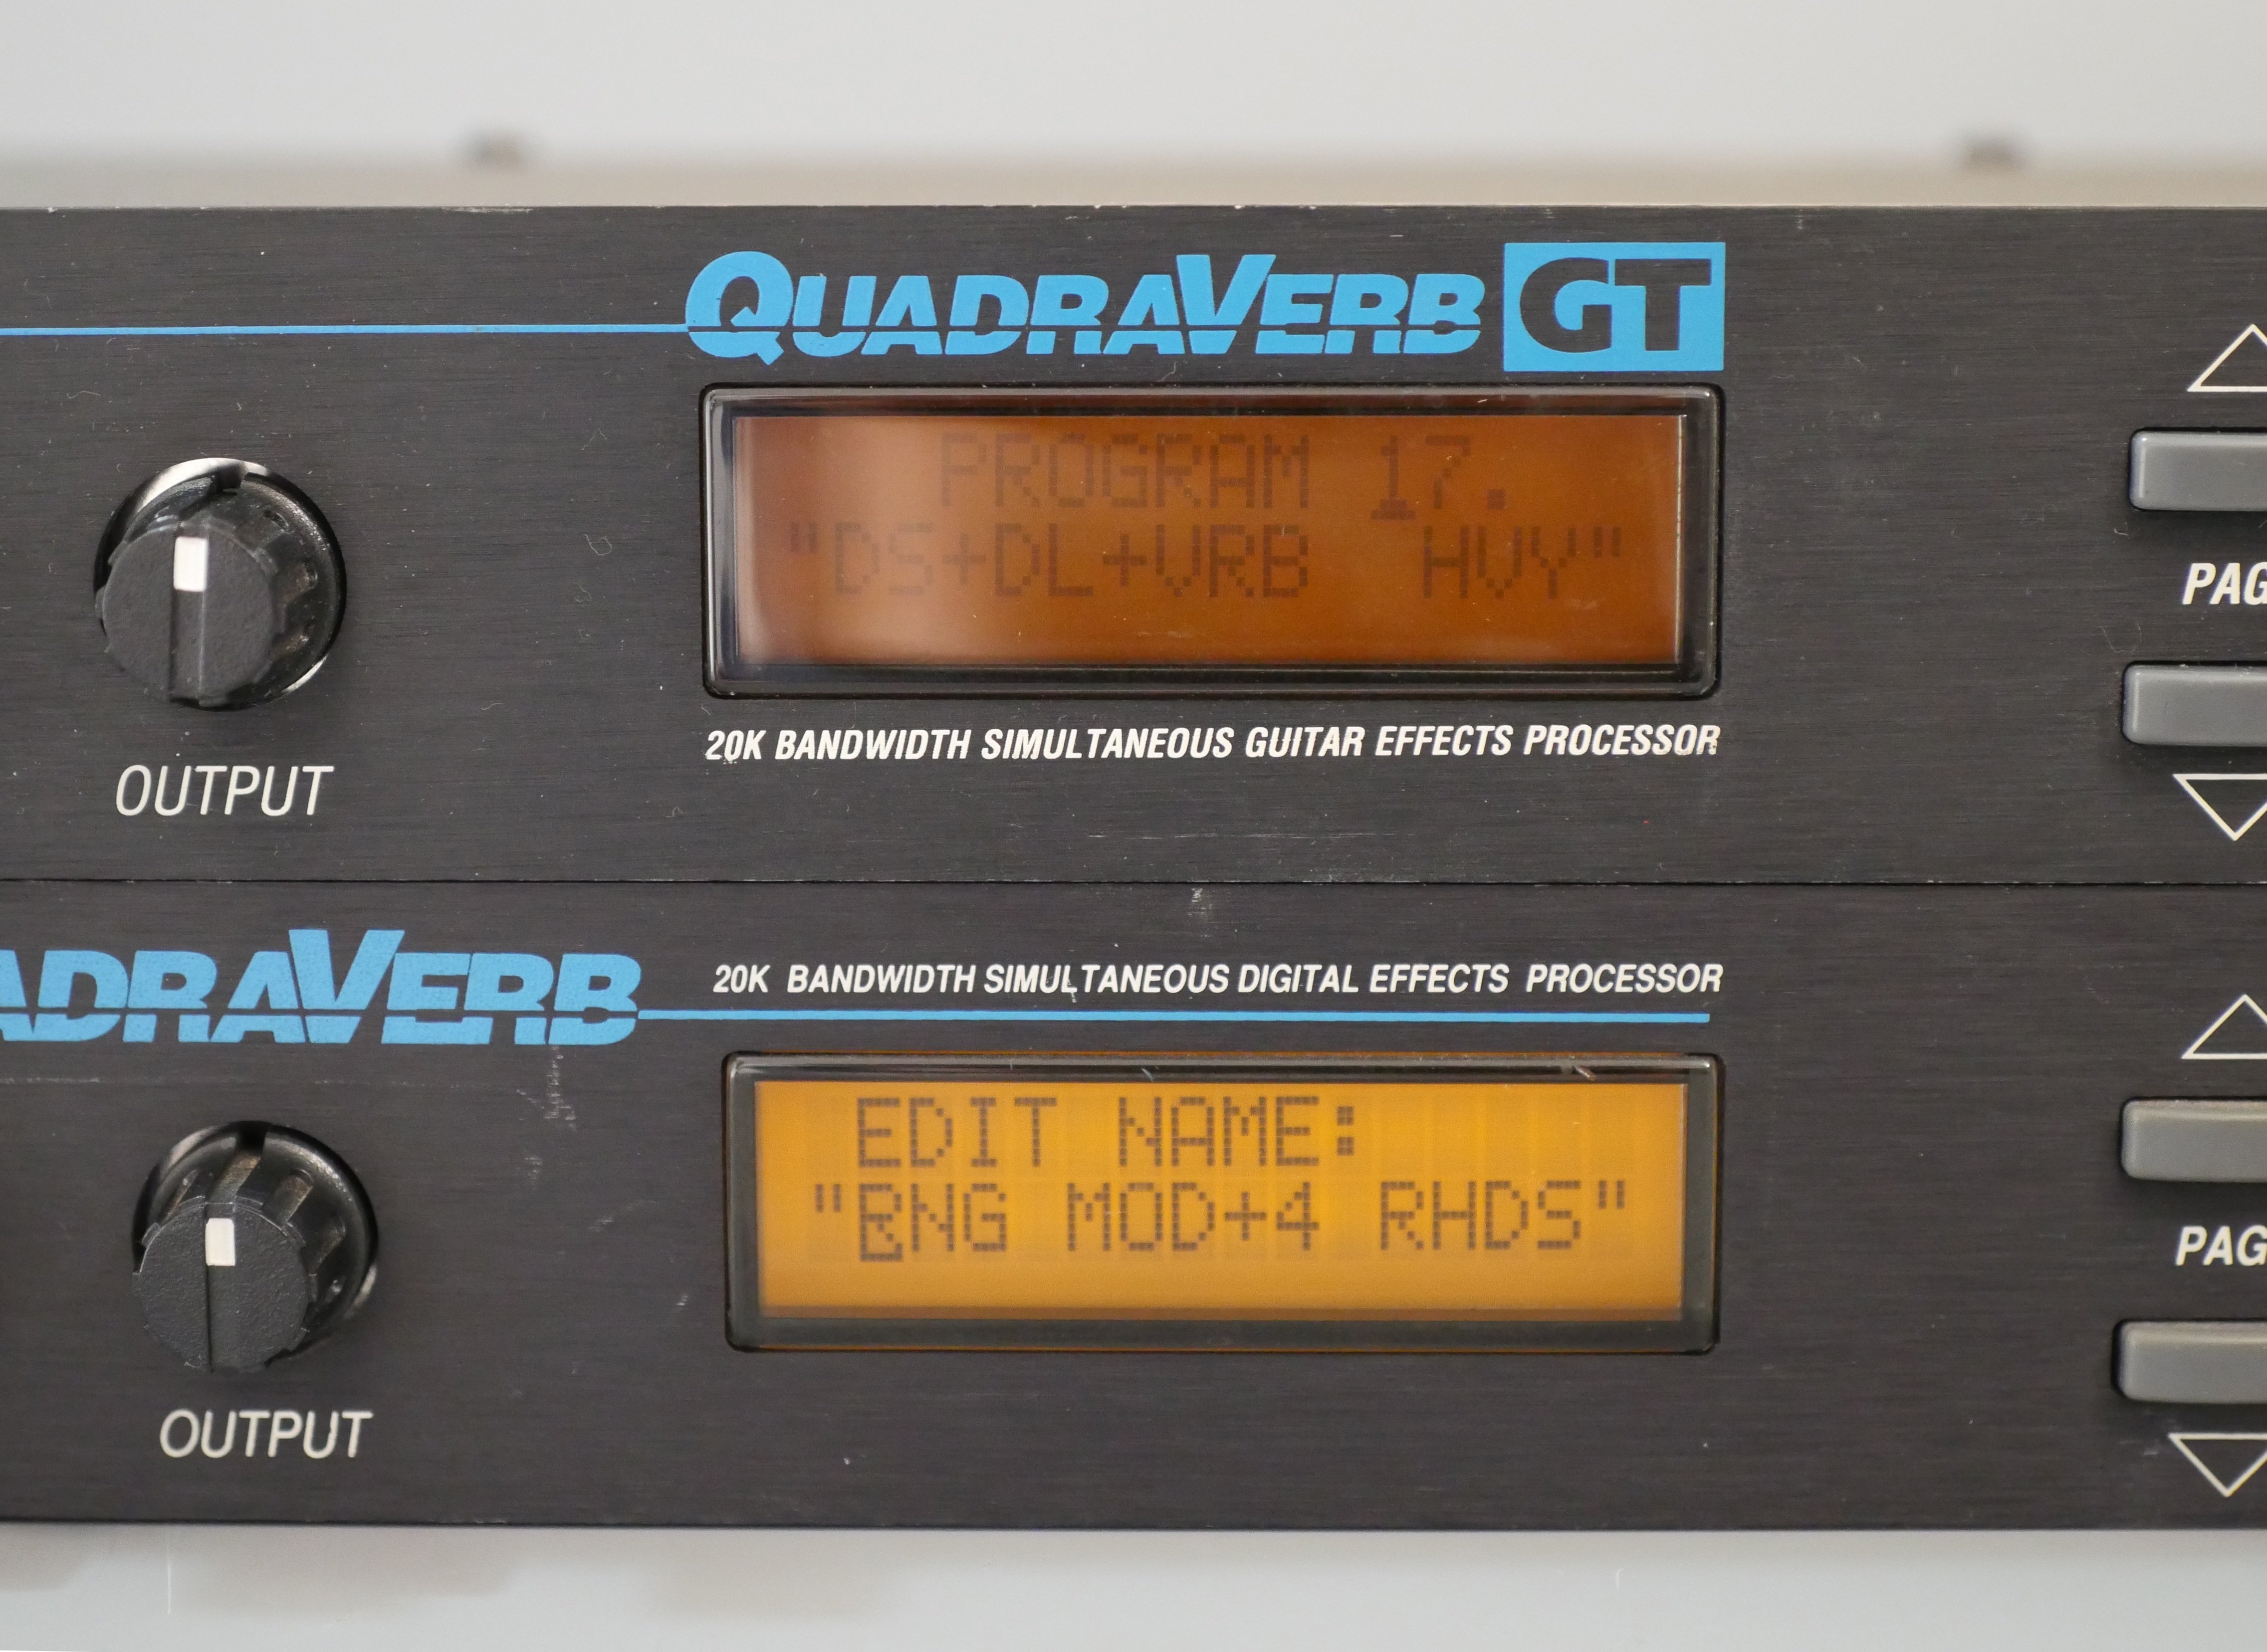 QUADRAVERB GT
PROGRAM 17.
"DS+DL+VRB  HVY"
20K BANDWIDTH SIMULTANEOUS GUITAR EFFECTS PROCESSOR
OUTPUT
PAG
ADRAVERB
20K BANDWIDTH SIMULTANEOUS DIGITAL EFFECTS PROCESSOR
EDIT NAME:
"BNG MOD+4 RHDS"
OUTPUT
PAG